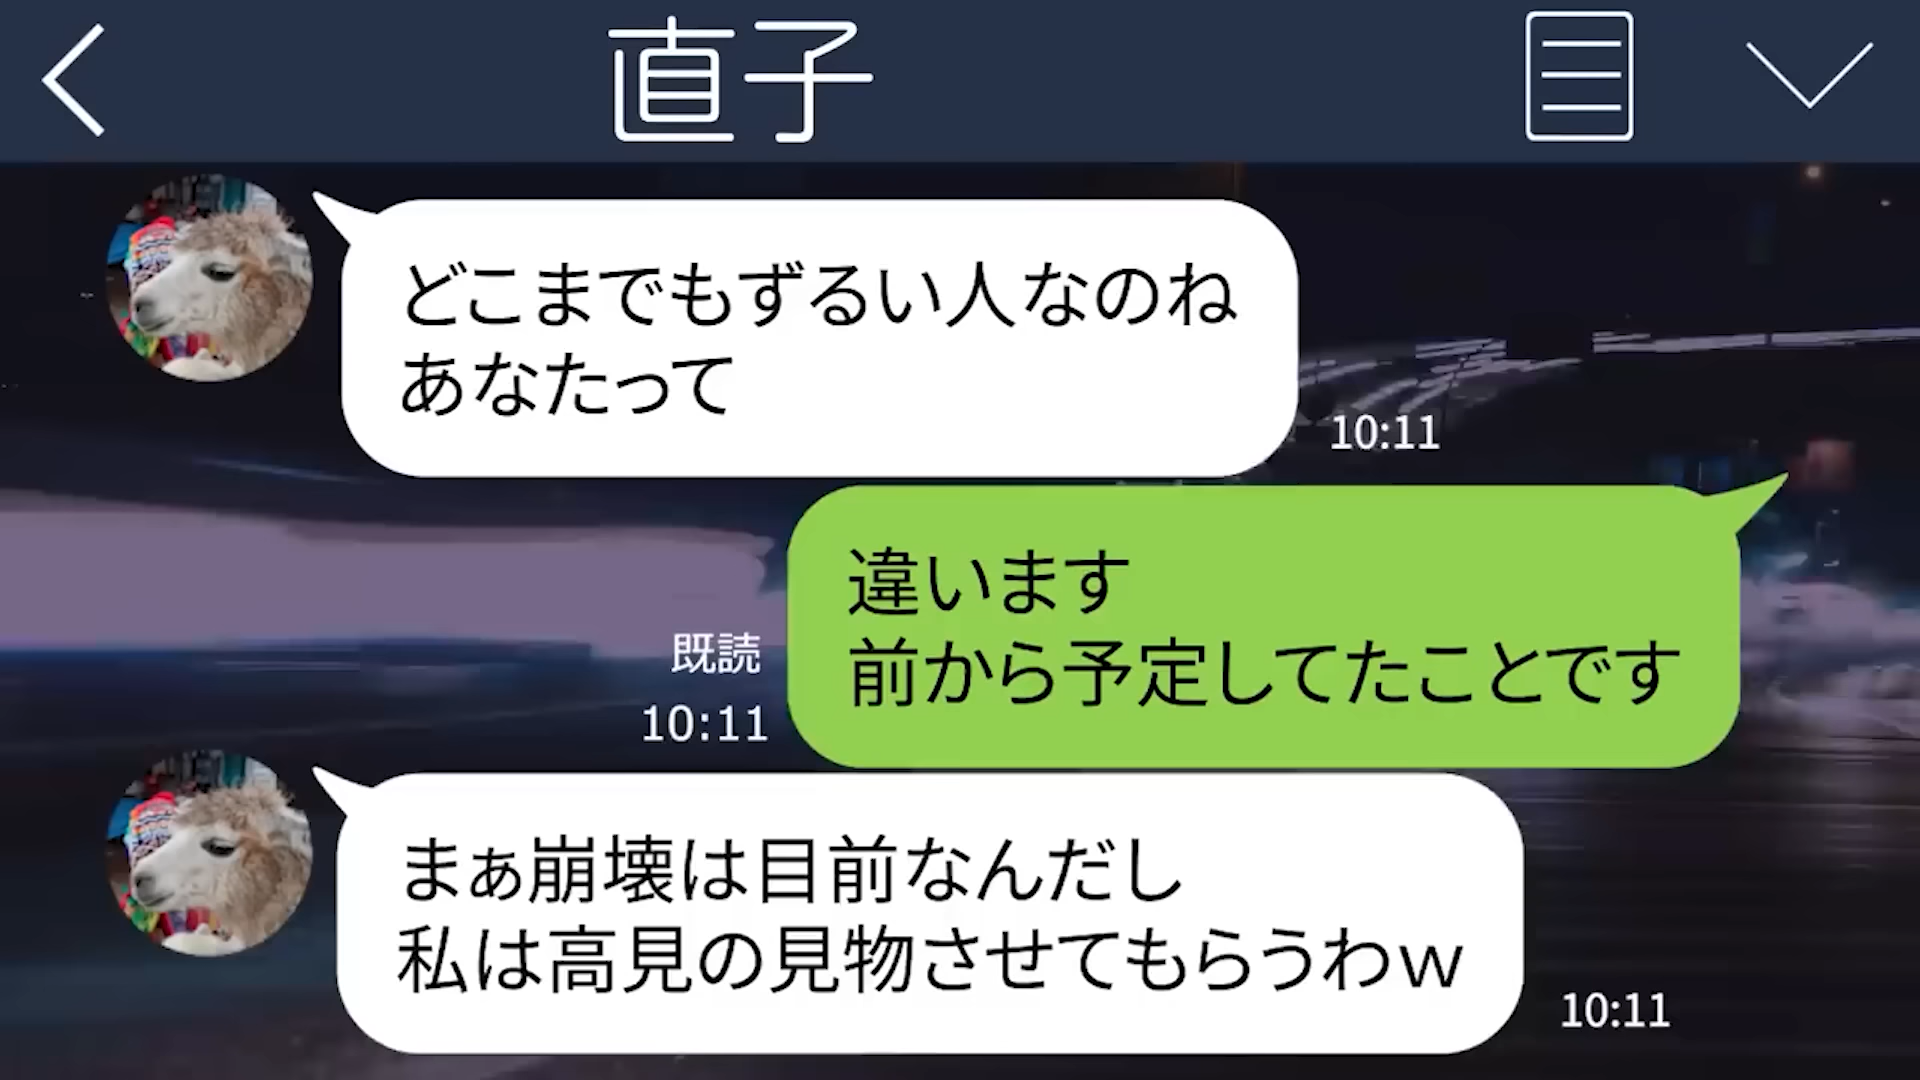 直子
どこまでもずるい人なのね
あなたって
10:11
違います
前から予定してたことです
既読
10:11
まぁ崩壊は目前なんだし
私は高見の見物させてもらうわｗ
10:11